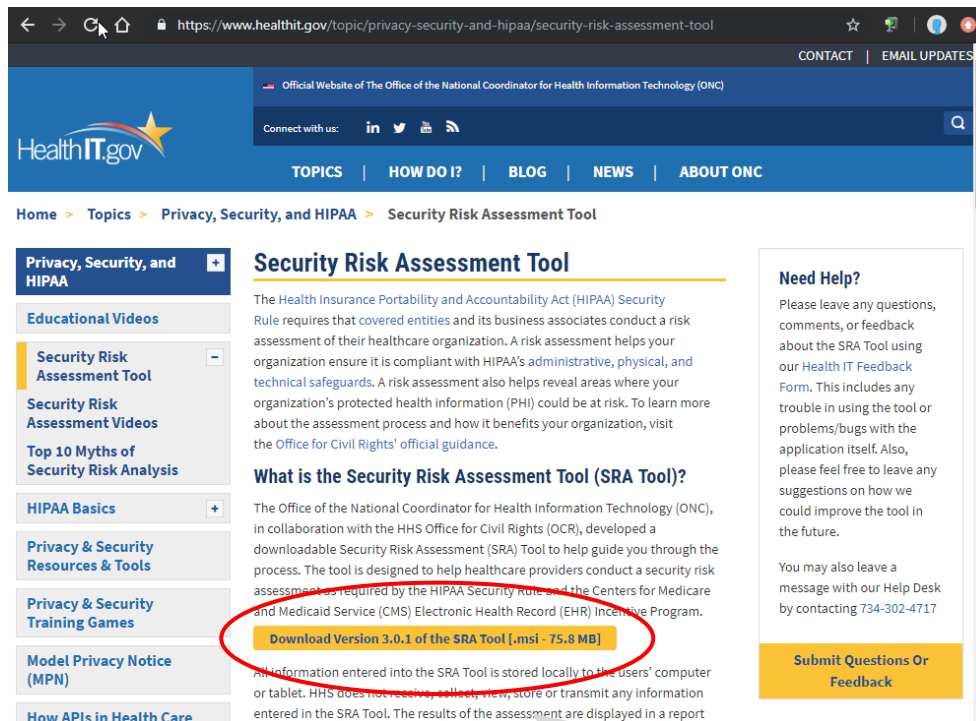 https://www.healthit.gov/topic/privacy-security-and-hipaa/security-risk-assessment-tool
CONTACT | EMAIL UPDATES
Official Website of The Office of the National Coordinator for Health Information Technology (ONC)
Connect with us:
HealthIT.gov
TOPICS | HOW DO I? | BLOG | NEWS | ABOUT ONC
Home > Topics > Privacy, Security, and HIPAA > Security Risk Assessment Tool
Privacy, Security, and
HIPAA
Educational Videos
Security Risk
Assessment Tool
Security Risk
Assessment Videos
Top 10 Myths of
Security Risk Analysis
HIPAA Basics
Privacy & Security
Resources & Tools
Privacy & Security
Training Games
Model Privacy Notice
(MPN)
How APIs in Health Care
Security Risk Assessment Tool
The Health Insurance Portability and Accountability Act (HIPAA) Security
Rule requires that covered entities and its business associates conduct a risk
assessment of their healthcare organization. A risk assessment helps your
organization ensure it is compliant with HIPAA's administrative, physical, and
technical safeguards. A risk assessment also helps reveal areas where your
organization's protected health information (PHI) could be at risk. To learn more
about the assessment process and how it benefits your organization, visit
the Office for Civil Rights' official guidance.
What is the Security Risk Assessment Tool (SRA Tool)?
The Office of the National Coordinator for Health Information Technology (ONC),
in collaboration with the HHS Office for Civil Rights (OCR), developed a
downloadable Security Risk Assessment (SRA) Tool to help guide you through the
process. The tool is designed to help healthcare providers conduct a security risk
assessment as required by the HIPAA Security Rule and the Centers for Medicare
and Medicaid Service (CMS) Electronic Health Record (EHR) Incentive Program.
Download Version 3.0.1 of the SRA Tool [.msi - 75.8 MB]
All information entered into the SRA Tool is stored locally to the users' computer
or tablet. HHS does not receive, collect, view, store or transmit any information
entered in the SRA Tool. The results of the assessment are displayed in a report
Need Help?
Please leave any questions,
comments, or feedback
about the SRA Tool using
our Health IT Feedback
Form. This includes any
trouble in using the tool or
problems/bugs with the
application itself. Also,
please feel free to leave any
suggestions on how we
could improve the tool in
the future.
You may also leave a
message with our Help Desk
by contacting 734-302-4717
Submit Questions Or
Feedback